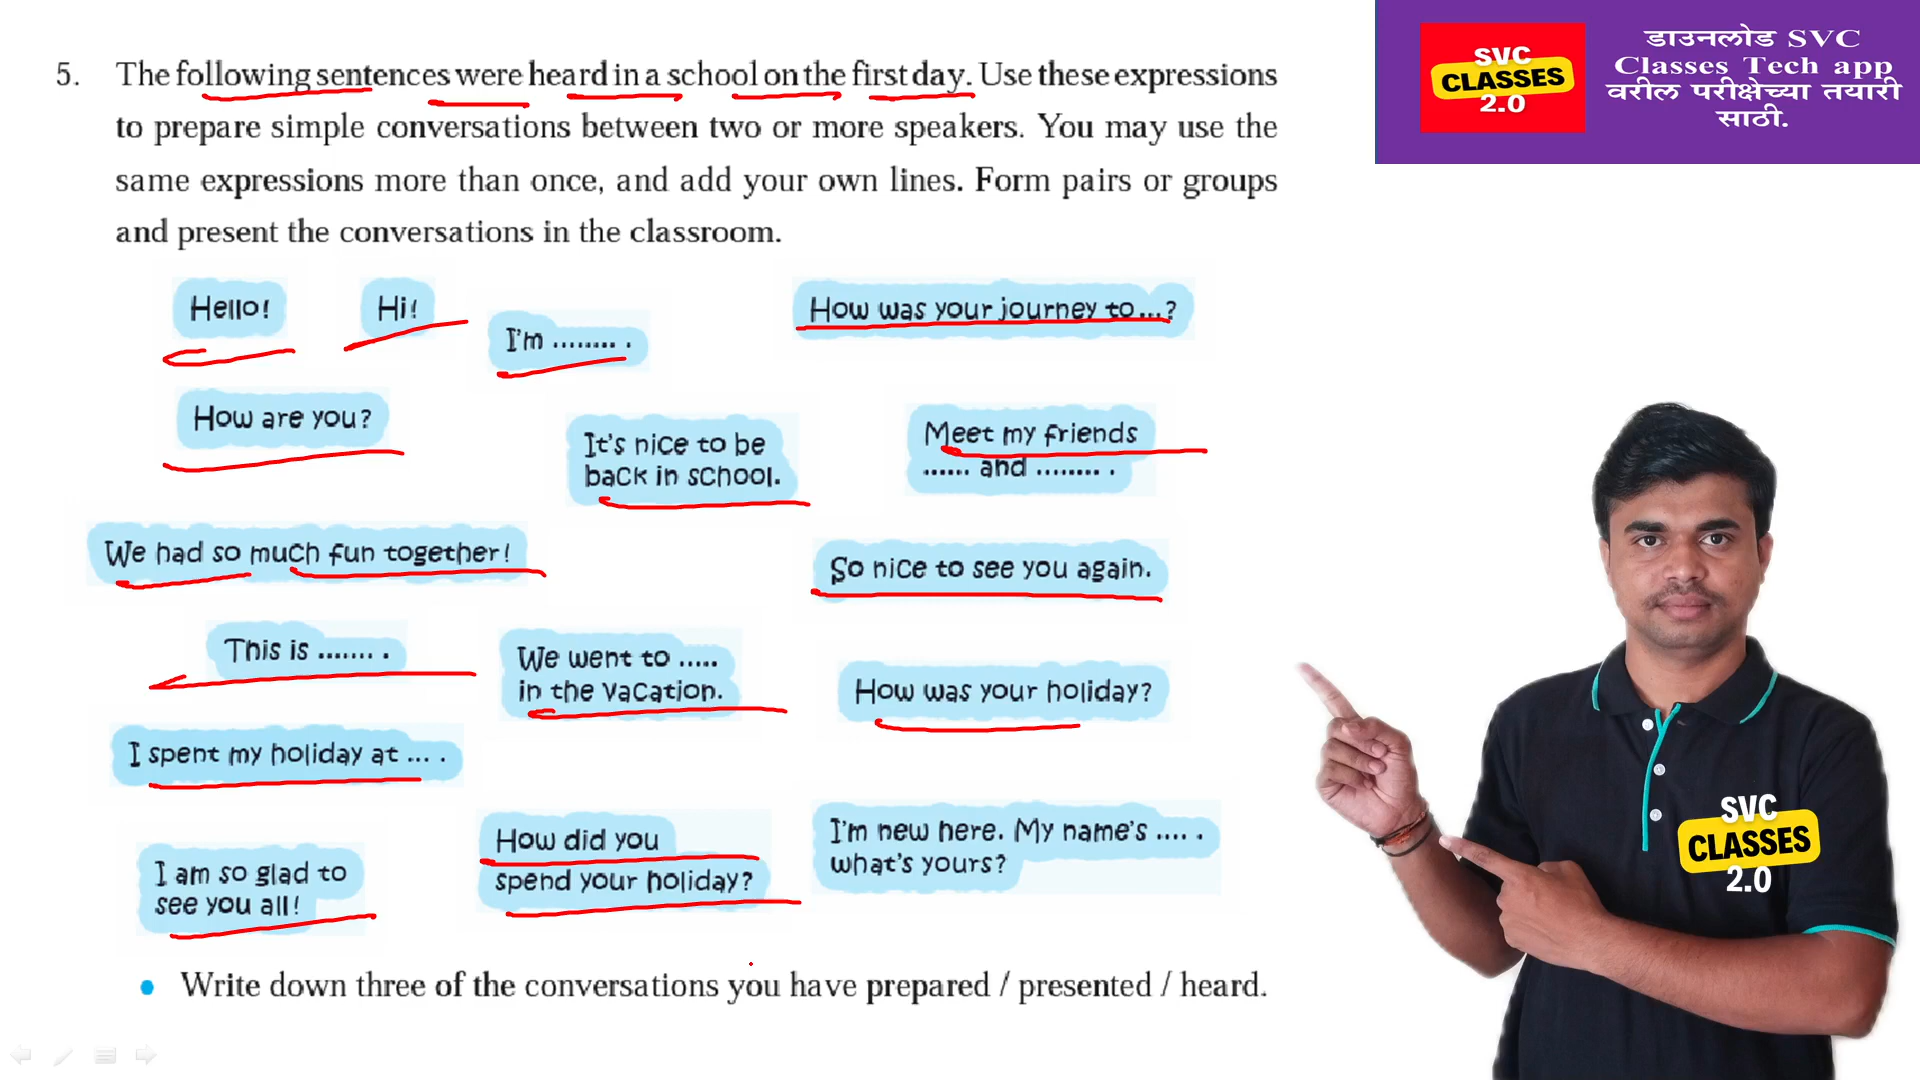 5. The following sentences were heard in a school on the first day. Use these expressions
to prepare simple conversations between two or more speakers. You may use the
same expressions more than once, and add your own lines. Form pairs or groups
and present the conversations in the classroom.
Hello!
Hi!
I'm ........ .
How was your journey to...?
How are you?
It's nice to be
back in school.
Meet my friends
...... and ........ .
We had so much fun together!
So nice to see you again.
This is ....... .
We went to .....
in the vacation.
How was your holiday?
I spent my holiday at ... .
I am so glad to
see you all!
How did you
spend your holiday?
I'm new here. My name's .... .
what's yours?
• Write down three of the conversations you have prepared / presented / heard.
SVC
CLASSES
2.0
डाउनलोड SVC
Classes Tech app
वरील परीक्षेच्या तयारी
साठी.
SVC
CLASSES
2.0